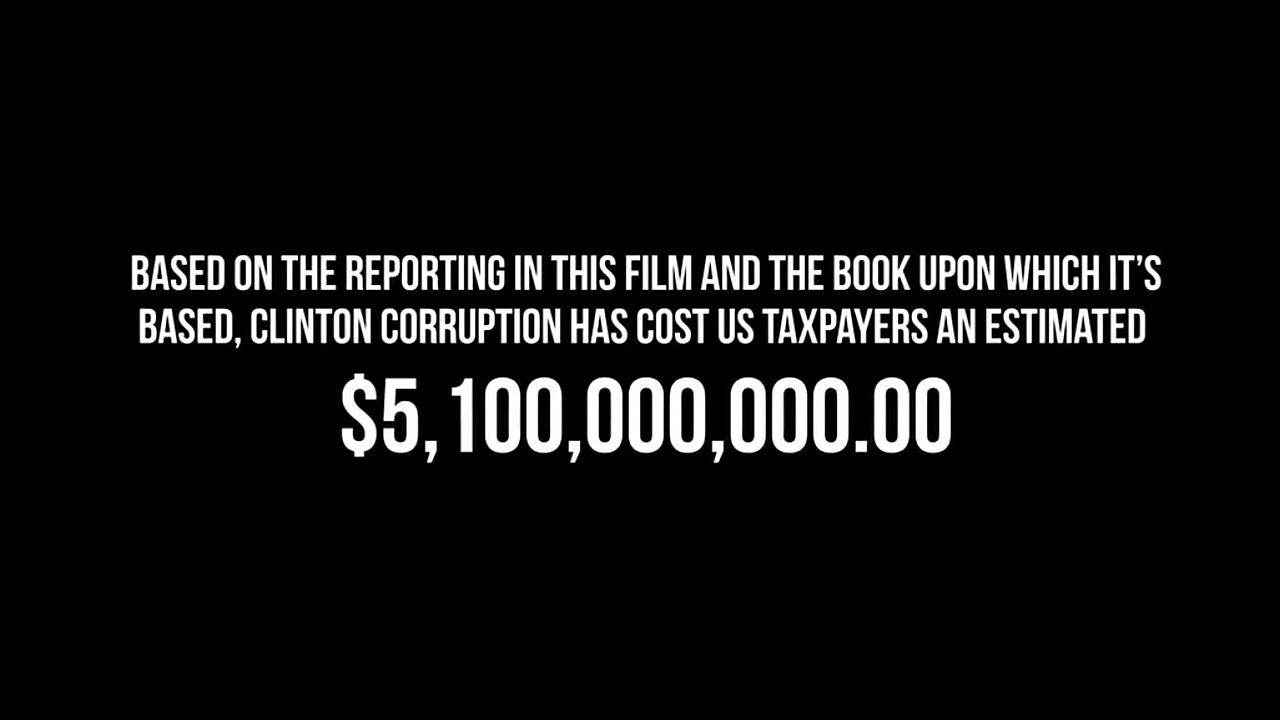 BASED ON THE REPORTING IN THIS FILM AND THE BOOK UPON WHICH IT’S
BASED, CLINTON CORRUPTION HAS COST US TAXPAYERS AN ESTIMATED
$5,100,000,000.00